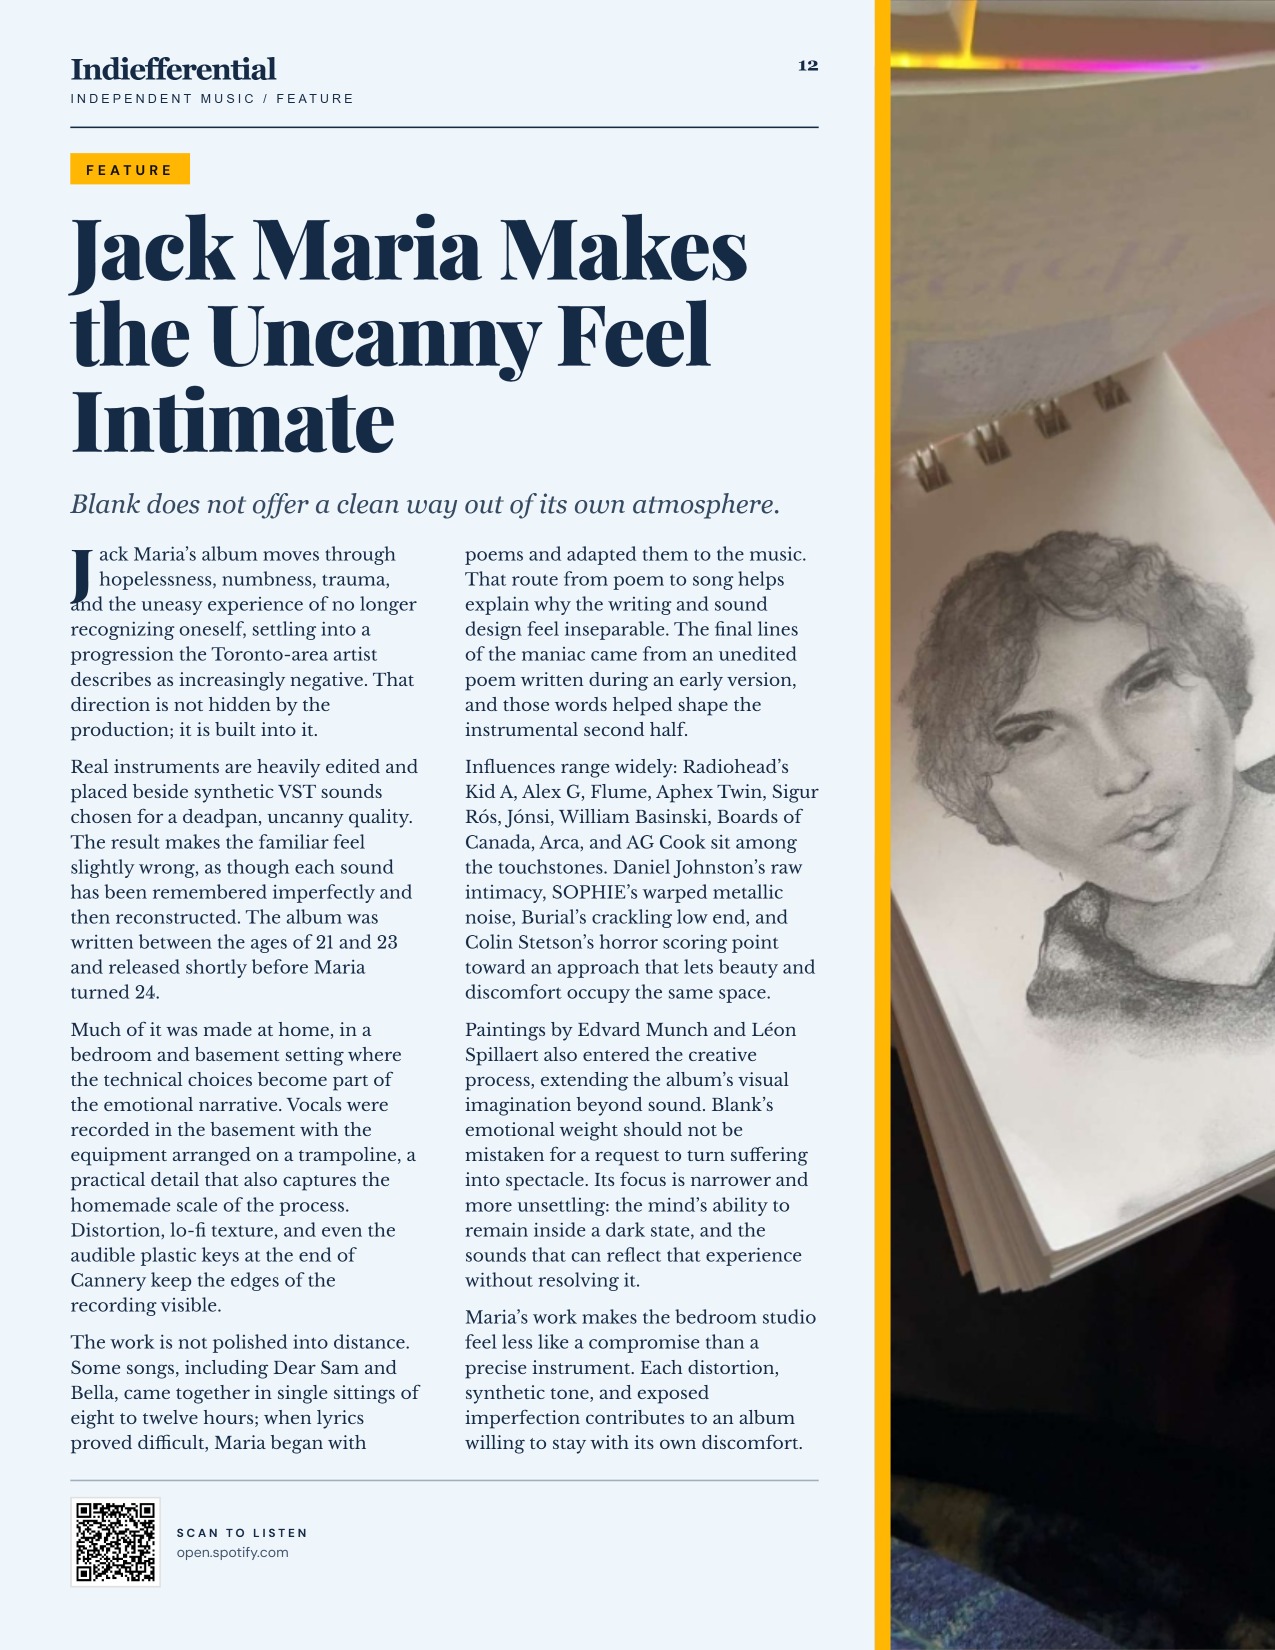 Indiefferential
12
INDEPENDENT MUSIC / FEATURE
FEATURE
Jack Maria Makes
the Uncanny Feel
Intimate
Blank does not offer a clean way out of its own atmosphere.
Jack Maria’s album moves through
hopelessness, numbness, trauma,
and the uneasy experience of no longer
recognizing oneself, settling into a
progression the Toronto-area artist
describes as increasingly negative. That
direction is not hidden by the
production; it is built into it.
Real instruments are heavily edited and
placed beside synthetic VST sounds
chosen for a deadpan, uncanny quality.
The result makes the familiar feel
slightly wrong, as though each sound
has been remembered imperfectly and
then reconstructed. The album was
written between the ages of 21 and 23
and released shortly before Maria
turned 24.
Much of it was made at home, in a
bedroom and basement setting where
the technical choices become part of
the emotional narrative. Vocals were
recorded in the basement with the
equipment arranged on a trampoline, a
practical detail that also captures the
homemade scale of the process.
Distortion, lo-fi texture, and even the
audible plastic keys at the end of
Cannery keep the edges of the
recording visible.
The work is not polished into distance.
Some songs, including Dear Sam and
Bella, came together in single sittings of
eight to twelve hours; when lyrics
proved difficult, Maria began with
poems and adapted them to the music.
That route from poem to song helps
explain why the writing and sound
design feel inseparable. The final lines
of the maniac came from an unedited
poem written during an early version,
and those words helped shape the
instrumental second half.
Influences range widely: Radiohead’s
Kid A, Alex G, Flume, Aphex Twin, Sigur
Rós, Jónsi, William Basinski, Boards of
Canada, Arca, and AG Cook sit among
the touchstones. Daniel Johnston’s raw
intimacy, SOPHIE’s warped metallic
noise, Burial’s crackling low end, and
Colin Stetson’s horror scoring point
toward an approach that lets beauty and
discomfort occupy the same space.
Paintings by Edvard Munch and Léon
Spillaert also entered the creative
process, extending the album’s visual
imagination beyond sound. Blank’s
emotional weight should not be
mistaken for a request to turn suffering
into spectacle. Its focus is narrower and
more unsettling: the mind’s ability to
remain inside a dark state, and the
sounds that can reflect that experience
without resolving it.
Maria’s work makes the bedroom studio
feel less like a compromise than a
precise instrument. Each distortion,
synthetic tone, and exposed
imperfection contributes to an album
willing to stay with its own discomfort.
SCAN TO LISTEN
open.spotify.com